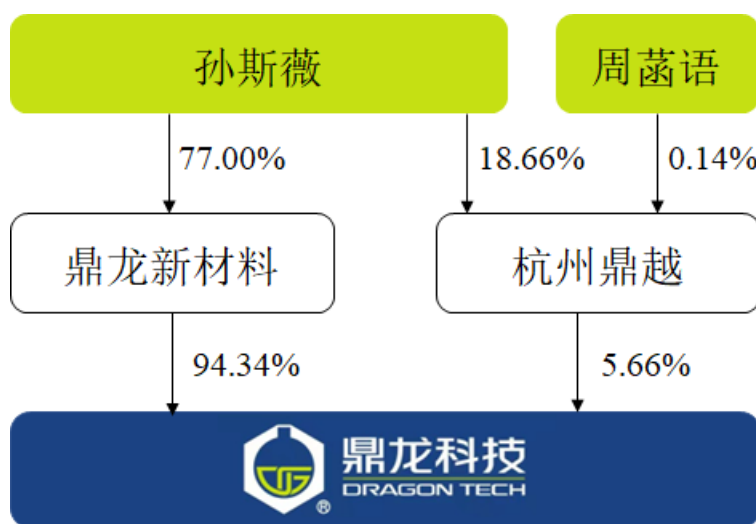 孙斯薇
周菡语
77.00%
18.66%
0.14%
鼎龙新材料
杭州鼎越
94.34%
5.66%
鼎龙科技
DRAGON TECH
®